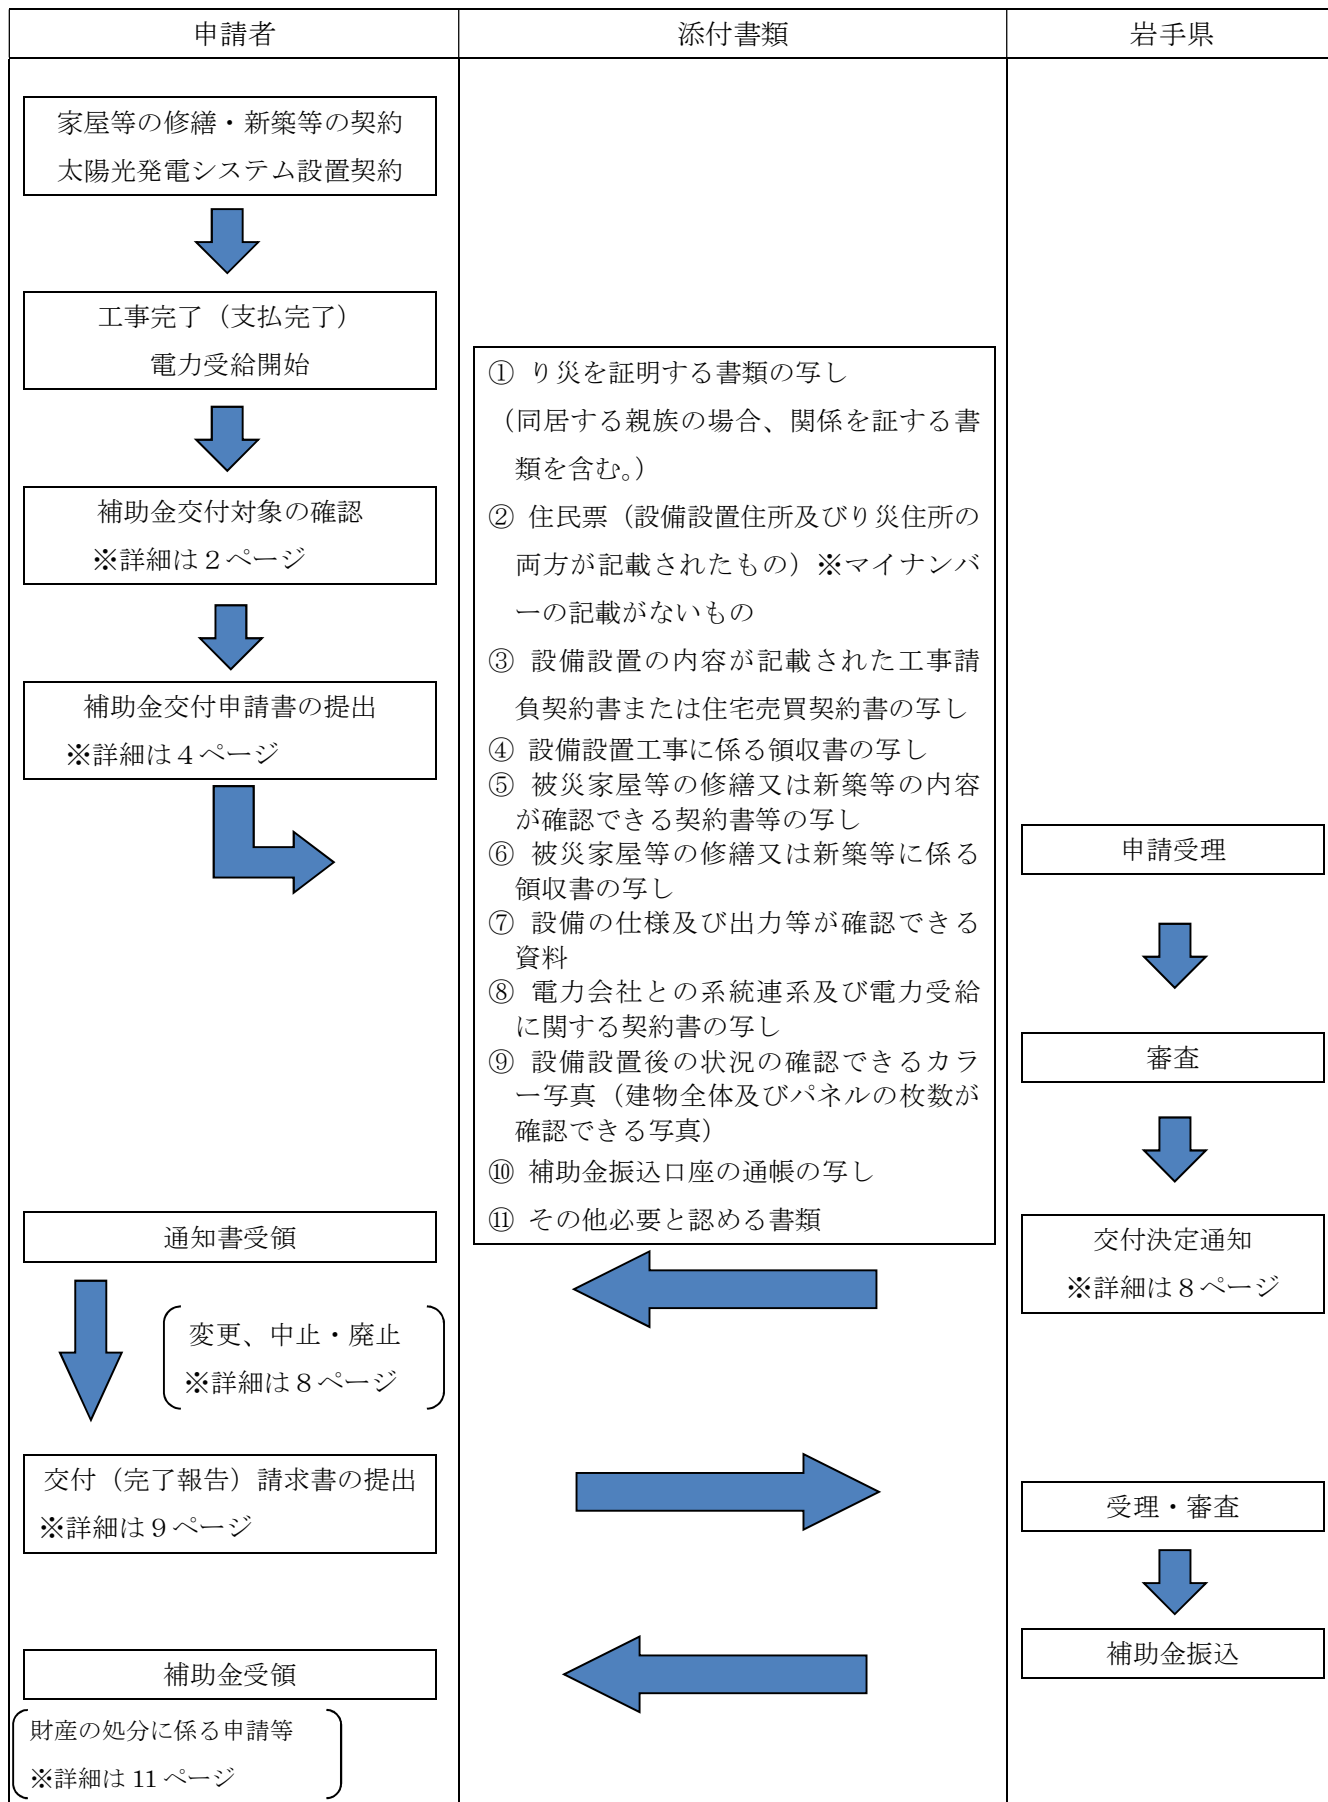 申請者
添付書類
岩手県
家屋等の修繕・新築等の契約
太陽光発電システム設置契約
工事完了（支払完了）
電力受給開始
補助金交付対象の確認
※詳細は２ページ
補助金交付申請書の提出
※詳細は４ページ
① り災を証明する書類の写し
（同居する親族の場合、関係を証する書
類を含む。）
② 住民票（設備設置住所及びり災住所の
両方が記載されたもの）※マイナンバ
ーの記載がないもの
③ 設備設置の内容が記載された工事請
負契約書または住宅売買契約書の写し
④ 設備設置工事に係る領収書の写し
⑤ 被災家屋等の修繕又は新築等の内容
が確認できる契約書等の写し
⑥ 被災家屋等の修繕又は新築等に係る
領収書の写し
⑦ 設備の仕様及び出力等が確認できる
資料
⑧ 電力会社との系統連系及び電力受給
に関する契約書の写し
⑨ 設備設置後の状況の確認できるカラ
ー写真（建物全体及びパネルの枚数が
確認できる写真）
⑩ 補助金振込口座の通帳の写し
⑪ その他必要と認める書類
申請受理
審査
交付決定通知
※詳細は８ページ
通知書受領
変更、中止・廃止
※詳細は８ページ
交付（完了報告）請求書の提出
※詳細は９ページ
受理・審査
補助金振込
補助金受領
財産の処分に係る申請等
※詳細は 11 ページ